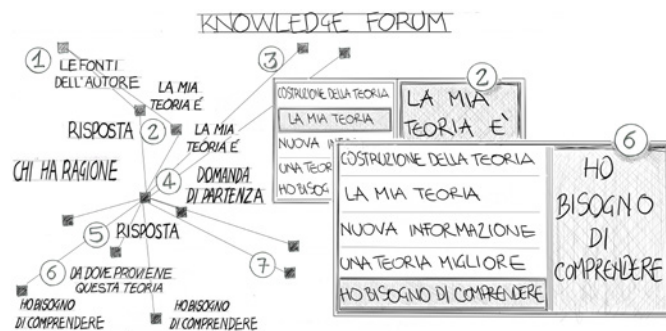 KNOWLEDGE FORUM
1
LE FONTI
DELL'AUTORE
LA MIA
TEORIA É
RISPOSTA
2
LA MIA
TEORIA É
3
CHI HA RAGIONE
4
DOMANDA
DI PARTENZA
5
RISPOSTA
6
DA DOVE PROVIENE
QUESTA TEORIA
7
HO BISOGNO
DI COMPRENDERE
HO BISOGNO
DI COMPRENDERE
COSTRUZIONE DELLA TEORIA
LA MIA TEORIA
NUOVA
UNA
HO
2
LA MIA
TEORIA E'
COSTRUZIONE DELLA TEORIA
LA MIA TEORIA
NUOVA INFORMAZIONE
UNA TEORIA MIGLIORE
HO BISOGNO DI COMPRENDERE
6
HO
BISOGNO
DI
COMPRENDERE